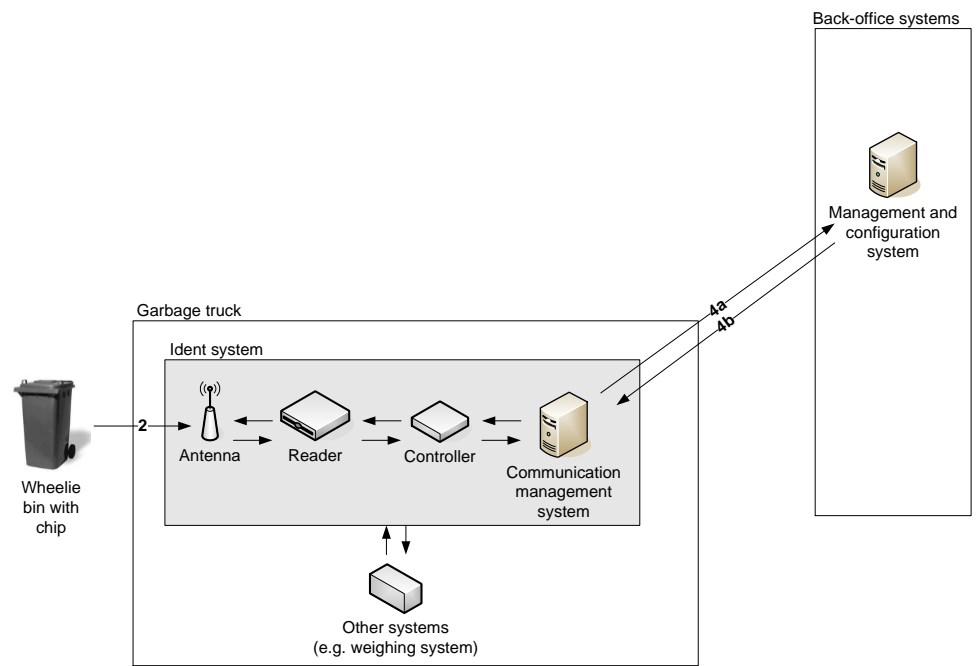 Back-office systems
Management and
configuration
system
4a
4b
Garbage truck
Ident system
2
Antenna
Reader
Controller
Communication
management
system
Wheelie
bin with
chip
Other systems
(e.g. weighing system)